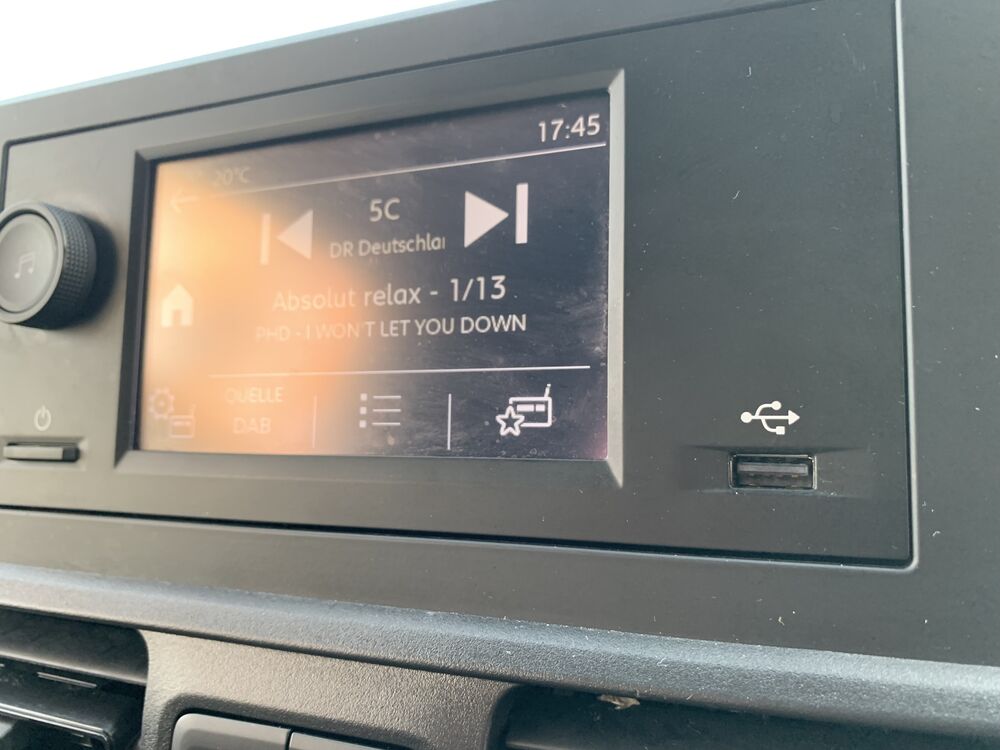 17:45
20°C
5C
DR Deutschla
Absolut relax - 1/13
PHD - I WON'T LET YOU DOWN
QUELLE
DAB